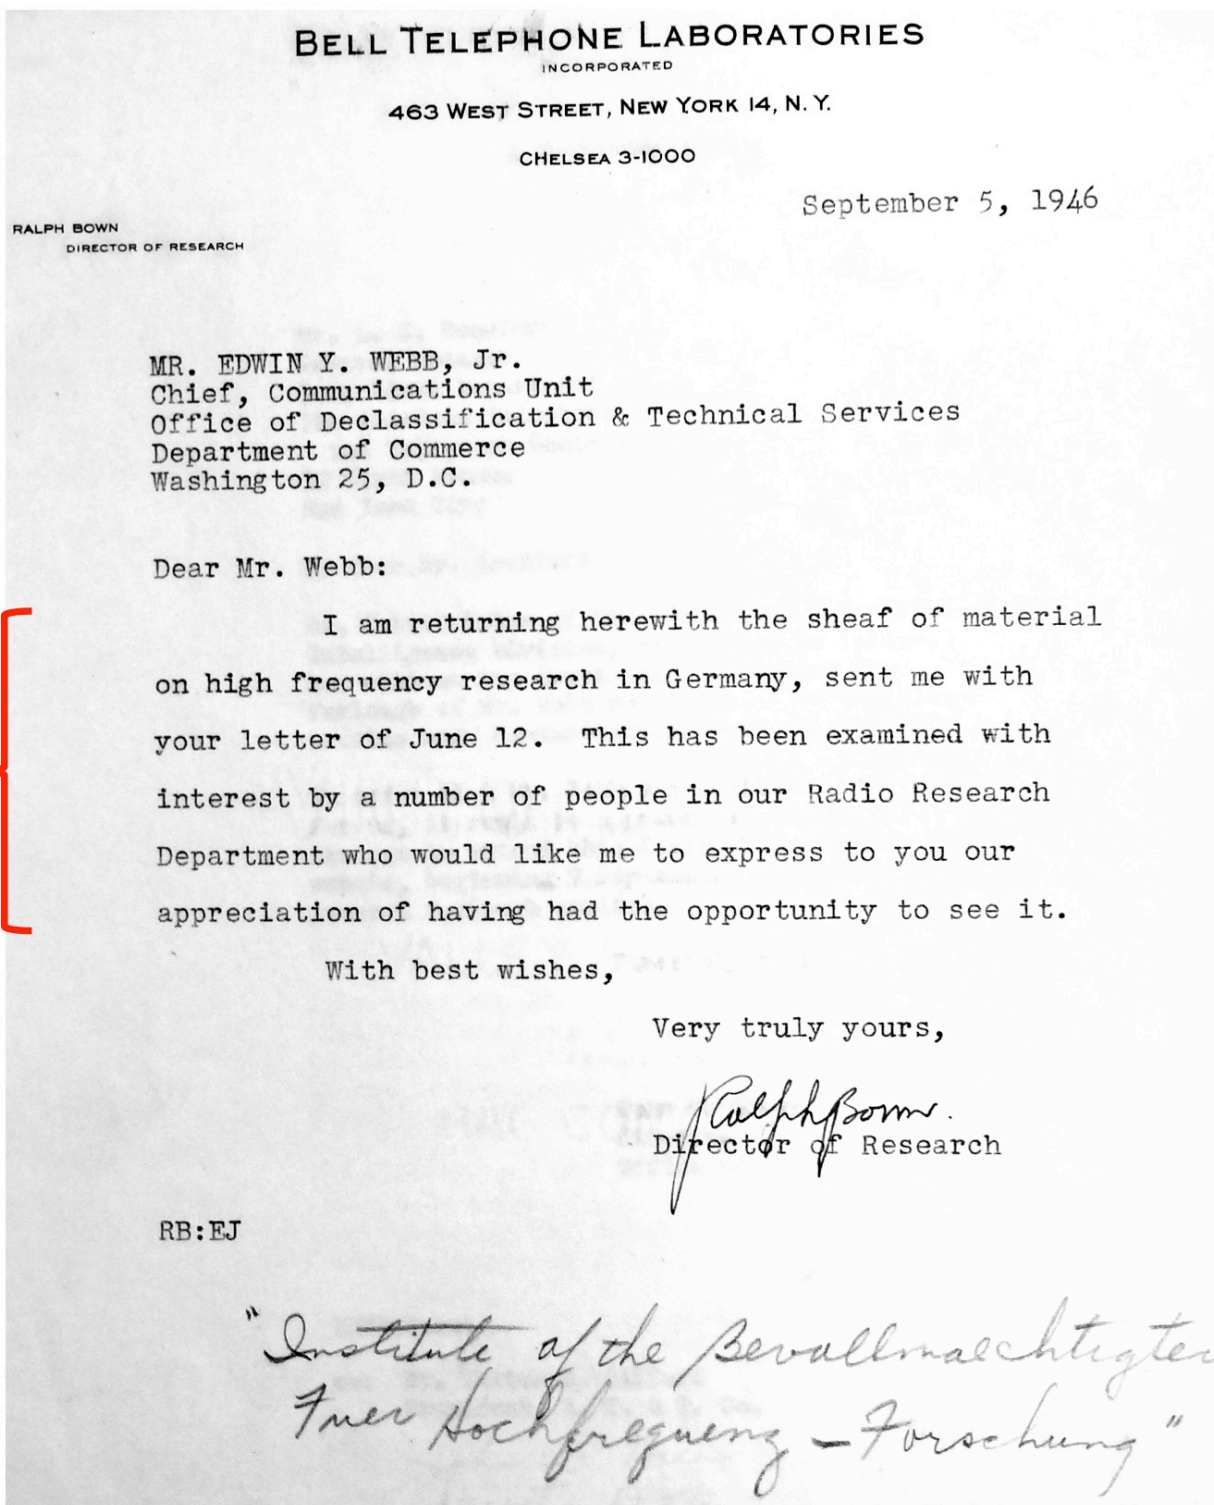 BELL TELEPHONE LABORATORIES
INCORPORATED
463 WEST STREET, NEW YORK 14, N. Y.
CHELSEA 3-1000
September 5, 1946
RALPH BOWN
DIRECTOR OF RESEARCH
MR. EDWIN Y. WEBB, Jr.
Chief, Communications Unit
Office of Declassification & Technical Services
Department of Commerce
Washington 25, D.C.
Dear Mr. Webb:
I am returning herewith the sheaf of material
on high frequency research in Germany, sent me with
your letter of June 12. This has been examined with
interest by a number of people in our Radio Research
Department who would like me to express to you our
appreciation of having had the opportunity to see it.
With best wishes,
Very truly yours,
Ralph Bown.
Director of Research
RB:EJ
"Institute of the Bevollmaechtigter
Fuer Hochfrequenz - Forschung"